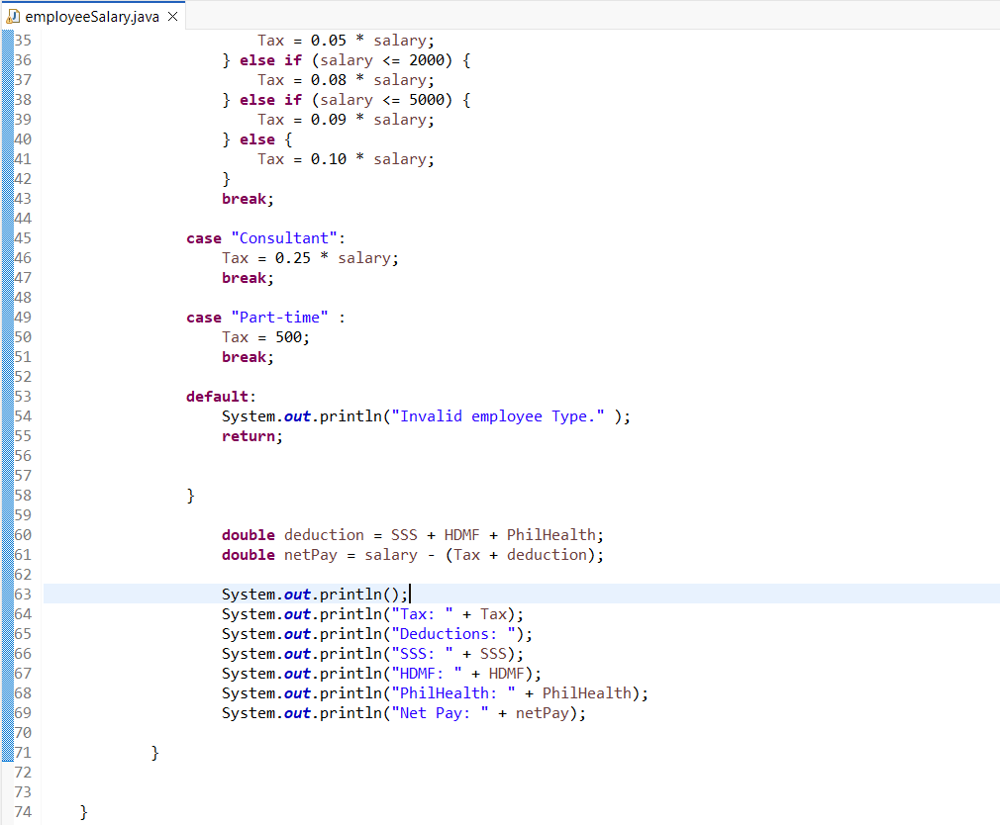 employeeSalary.java
35 Tax = 0.05 * salary;
36 } else if (salary <= 2000) {
37 Tax = 0.08 * salary;
38 } else if (salary <= 5000) {
39 Tax = 0.09 * salary;
40 } else {
41 Tax = 0.10 * salary;
42 }
43 break;
44
45 case "Consultant":
46 Tax = 0.25 * salary;
47 break;
48
49 case "Part-time" :
50 Tax = 500;
51 break;
52
53 default:
54 System.out.println("Invalid employee Type." );
55 return;
56
57
58 }
59
60 double deduction = SSS + HDMF + PhilHealth;
61 double netPay = salary - (Tax + deduction);
62
63 System.out.println();
64 System.out.println("Tax: " + Tax);
65 System.out.println("Deductions: ");
66 System.out.println("SSS: " + SSS);
67 System.out.println("HDMF: " + HDMF);
68 System.out.println("PhilHealth: " + PhilHealth);
69 System.out.println("Net Pay: " + netPay);
70
71 }
72
73
74 }